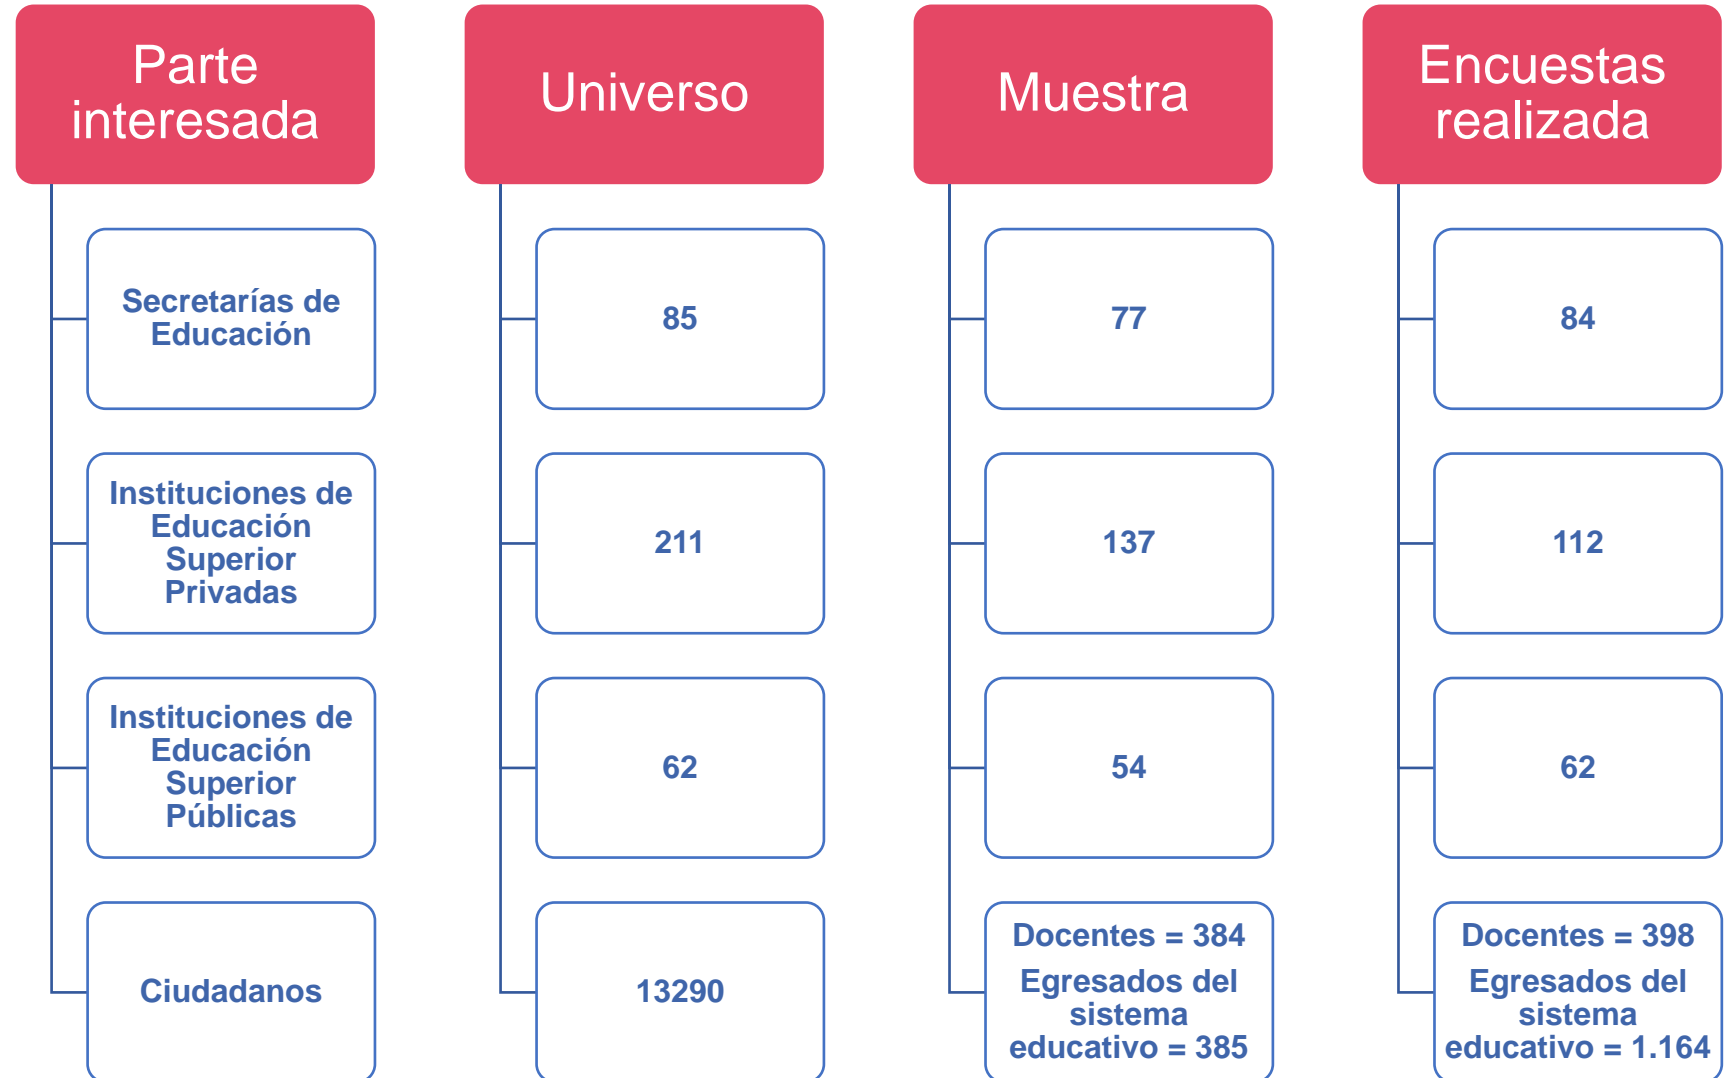 Parte
interesada
Universo
Muestra
Encuestas
realizada
Secretarías de
Educación
85
77
84
Instituciones de
Educación
Superior
Privadas
211
137
112
Instituciones de
Educación
Superior
Públicas
62
54
62
Ciudadanos
13290
Docentes = 384
Egresados del
sistema
educativo = 385
Docentes = 398
Egresados del
sistema
educativo = 1.164